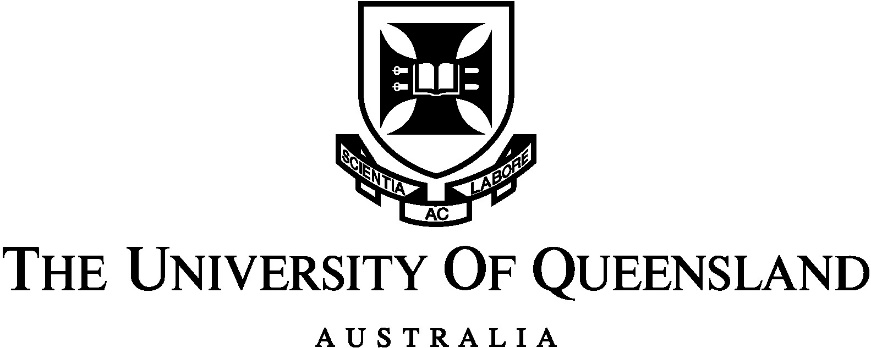 SCIENTIA AC LABORE
THE UNIVERSITY OF QUEENSLAND
AUSTRALIA